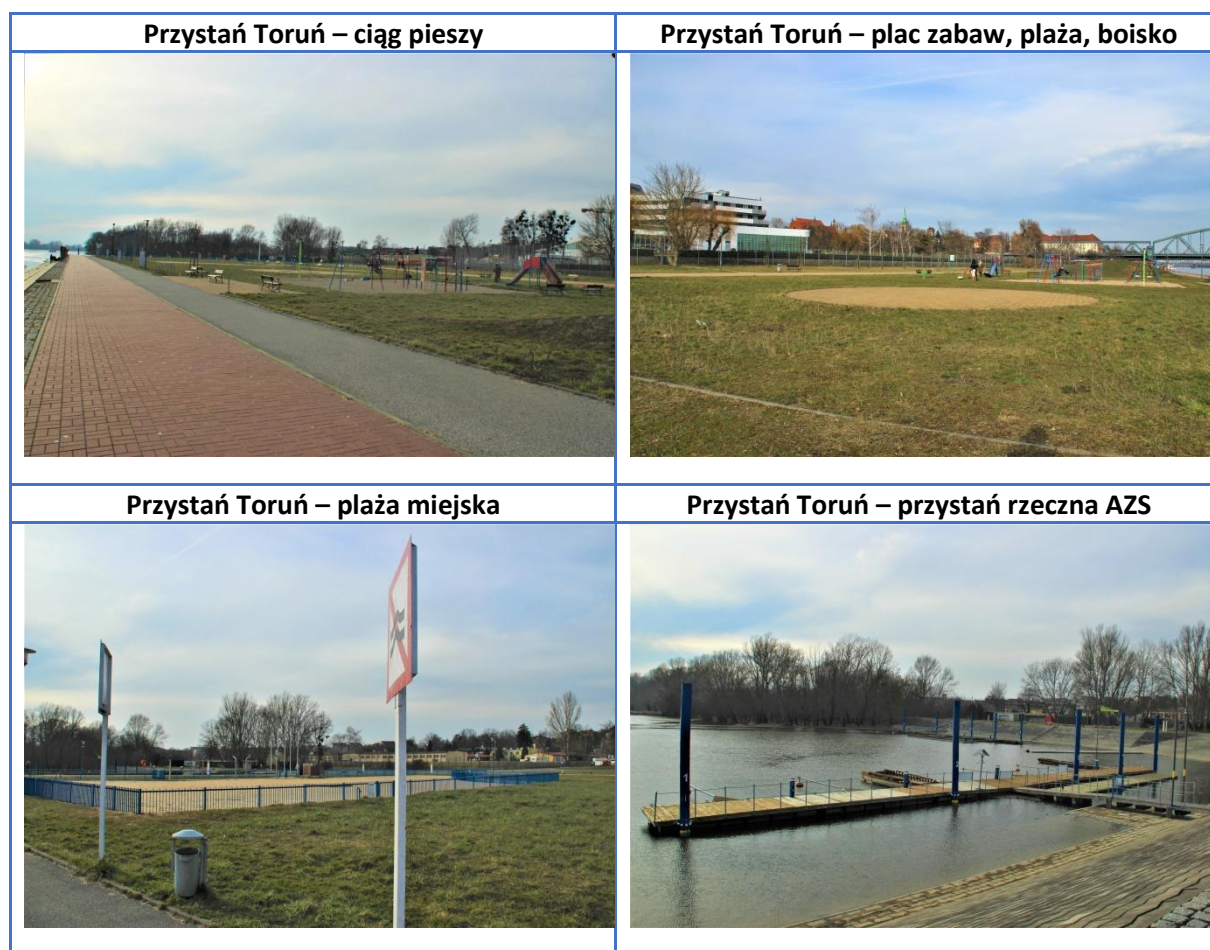 Przystań Toruń – ciąg pieszy
Przystań Toruń – plac zabaw, plaża, boisko
Przystań Toruń – plaża miejska
Przystań Toruń – przystań rzeczna AZS
1